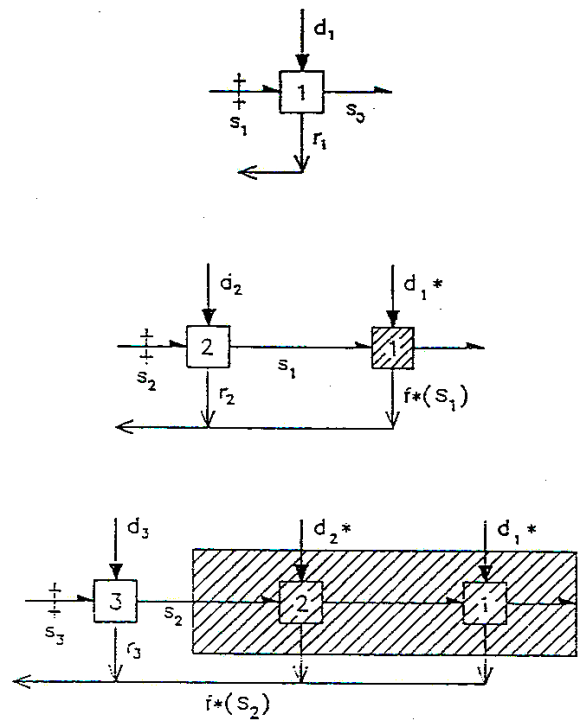 d₁
1
s₁
s₀
r₁
d₂
d₁*
2
1
s₂
s₁
r₂
f*(s₁)
d₃
d₂*
d₁*
3
s₂
2
1
s₃
r₃
f*(s₂)